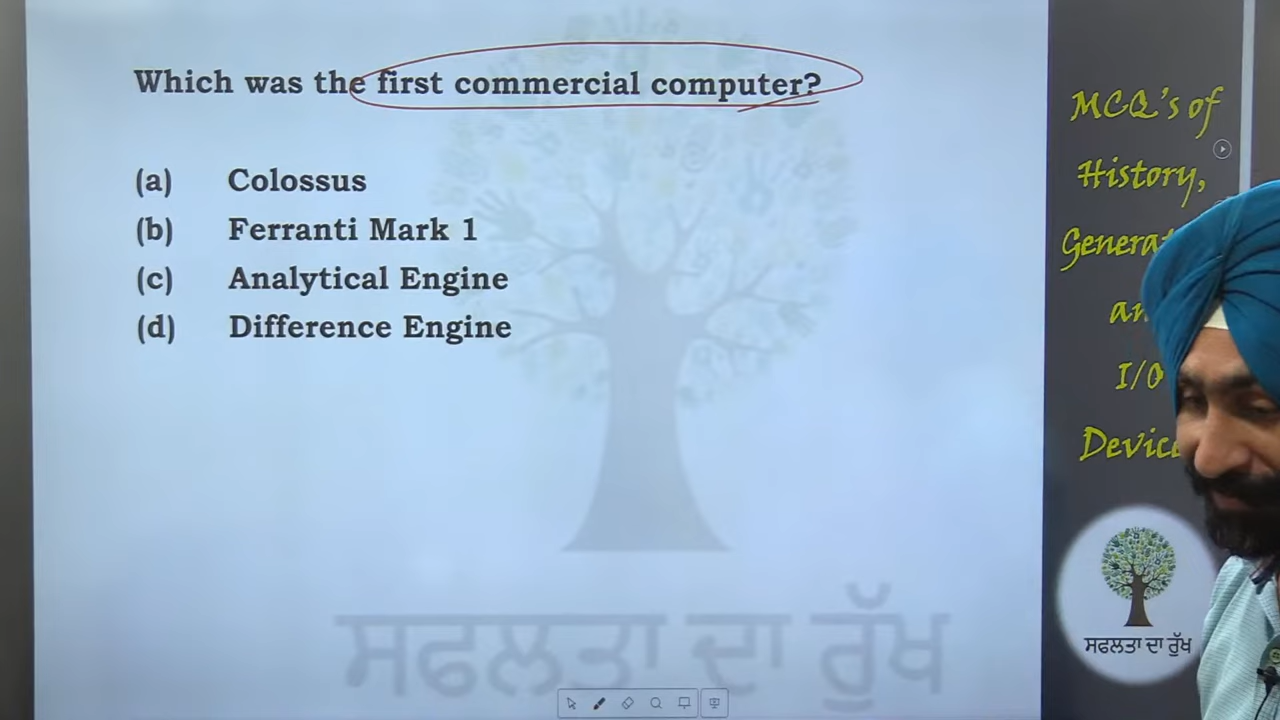 Which was the first commercial computer?
(a) Colossus
(b) Ferranti Mark 1
(c) Analytical Engine
(d) Difference Engine
ਸਫਲਤਾ ਦਾ ਰੁੱਖ
MCQ's of
History,
an
I/O
ਸਫਲਤਾ ਦਾ ਰੁੱਖ